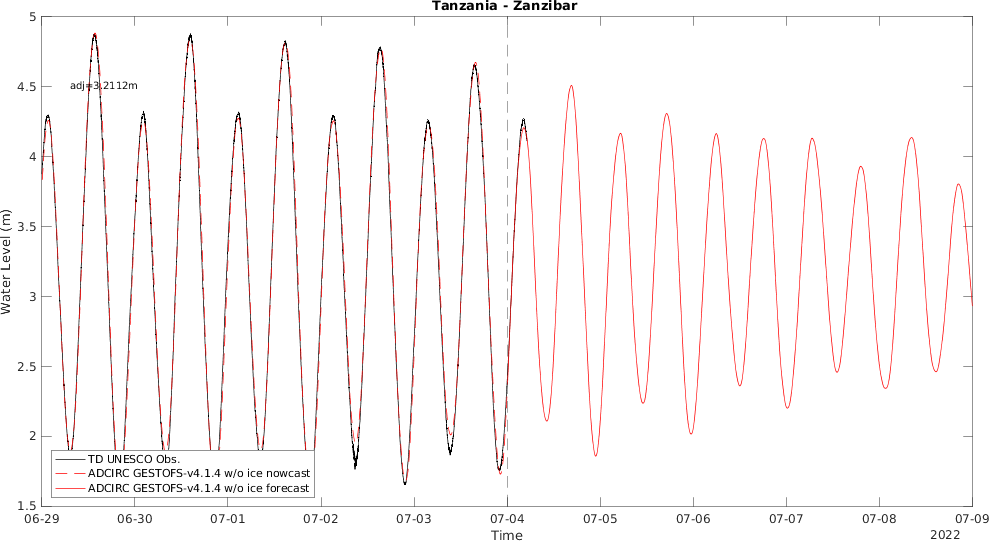 Tanzania - Zanzibar
5
4.5
4
3.5
3
2.5
2
1.5
Water Level (m)
adj=3.2112m
TD UNESCO Obs.
ADCIRC GESTOFS-v4.1.4 w/o ice nowcast
ADCIRC GESTOFS-v4.1.4 w/o ice forecast
06-29 06-30 07-01 07-02 07-03 07-04 07-05 07-06 07-07 07-08 07-09
Time
2022